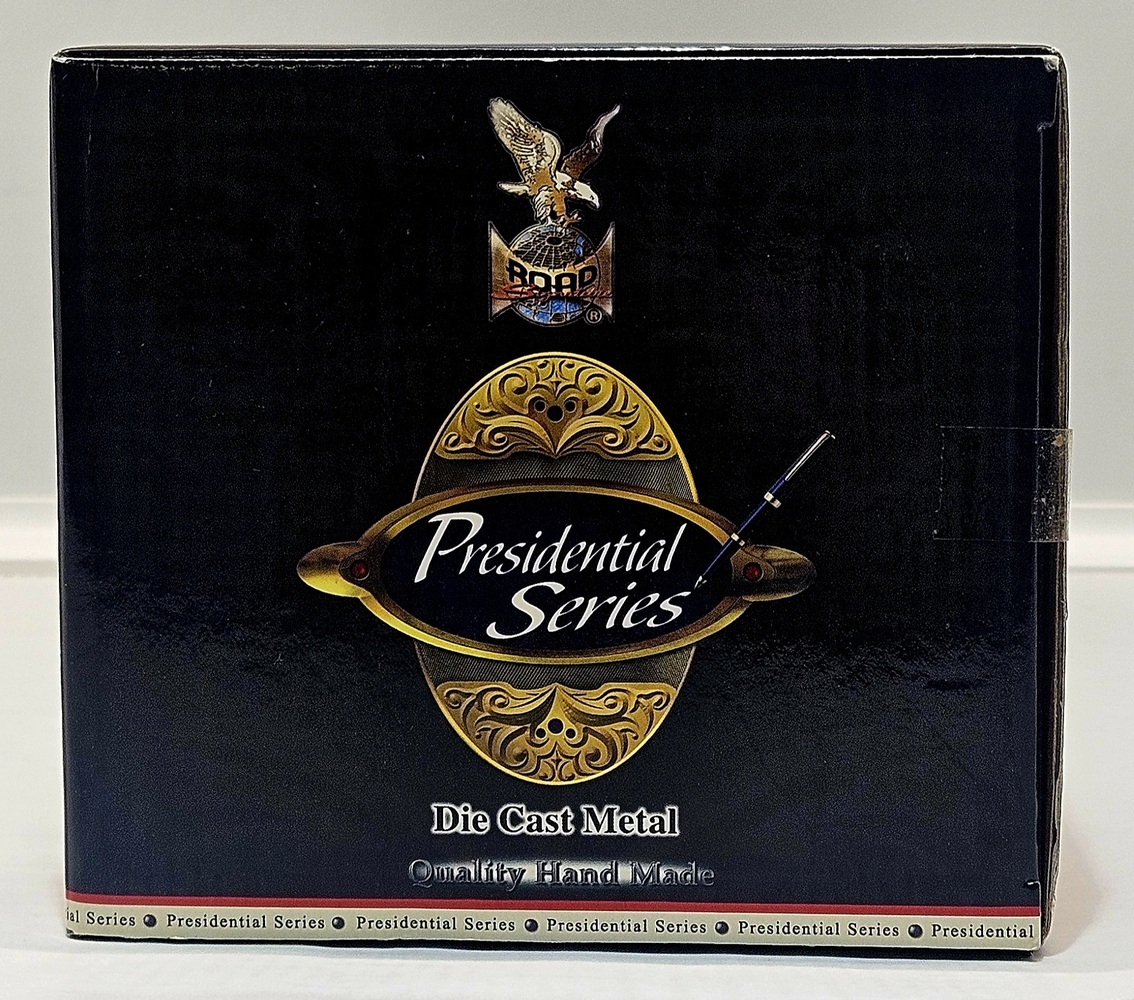 ROAD
Signature
®
Presidential
Series
Die Cast Metal
Quality Hand Made
ial Series ● Presidential Series ● Presidential Series ● Presidential Series ● Presidential Series ● Presidential